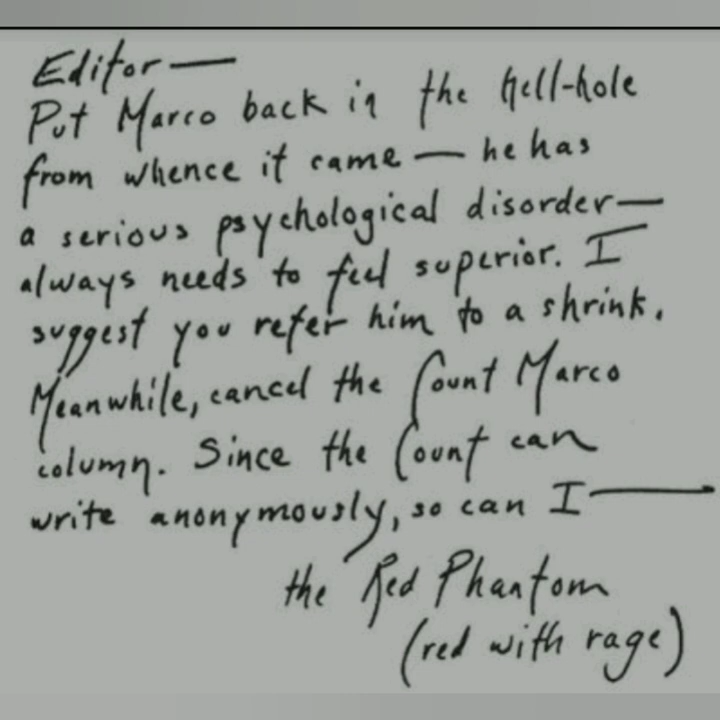 Editor—
Put Marco back in the hell-hole
from whence it came — he has
a serious psychological disorder—
always needs to feel superior. I
suggest you refer him to a shrink.
Meanwhile, cancel the Count Marco
column. Since the Count can
write anonymously, so can I—
the Red Phantom
(red with rage)